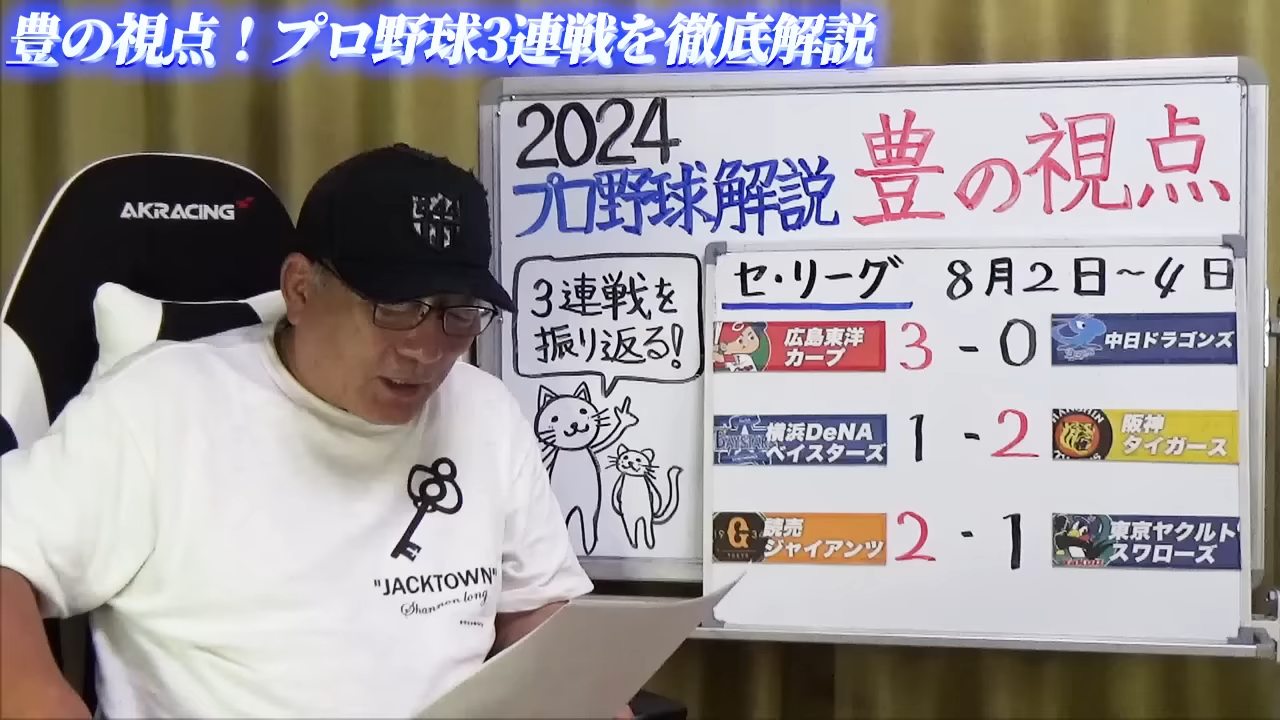 豊の視点！プロ野球3連戦を徹底解説
AKRACING
2024
プロ野球解説
豊の視点
3連戦を
振り返る!
セ・リーグ 8月2日～4日
広島東洋
カープ
3 - 0
中日ドラゴンズ
横浜DeNA
ベイスターズ
1 - 2
阪神
タイガース
読売
ジャイアンツ
2 - 1
東京ヤクルト
スワローズ
"JACKTOWN"
Shannon long